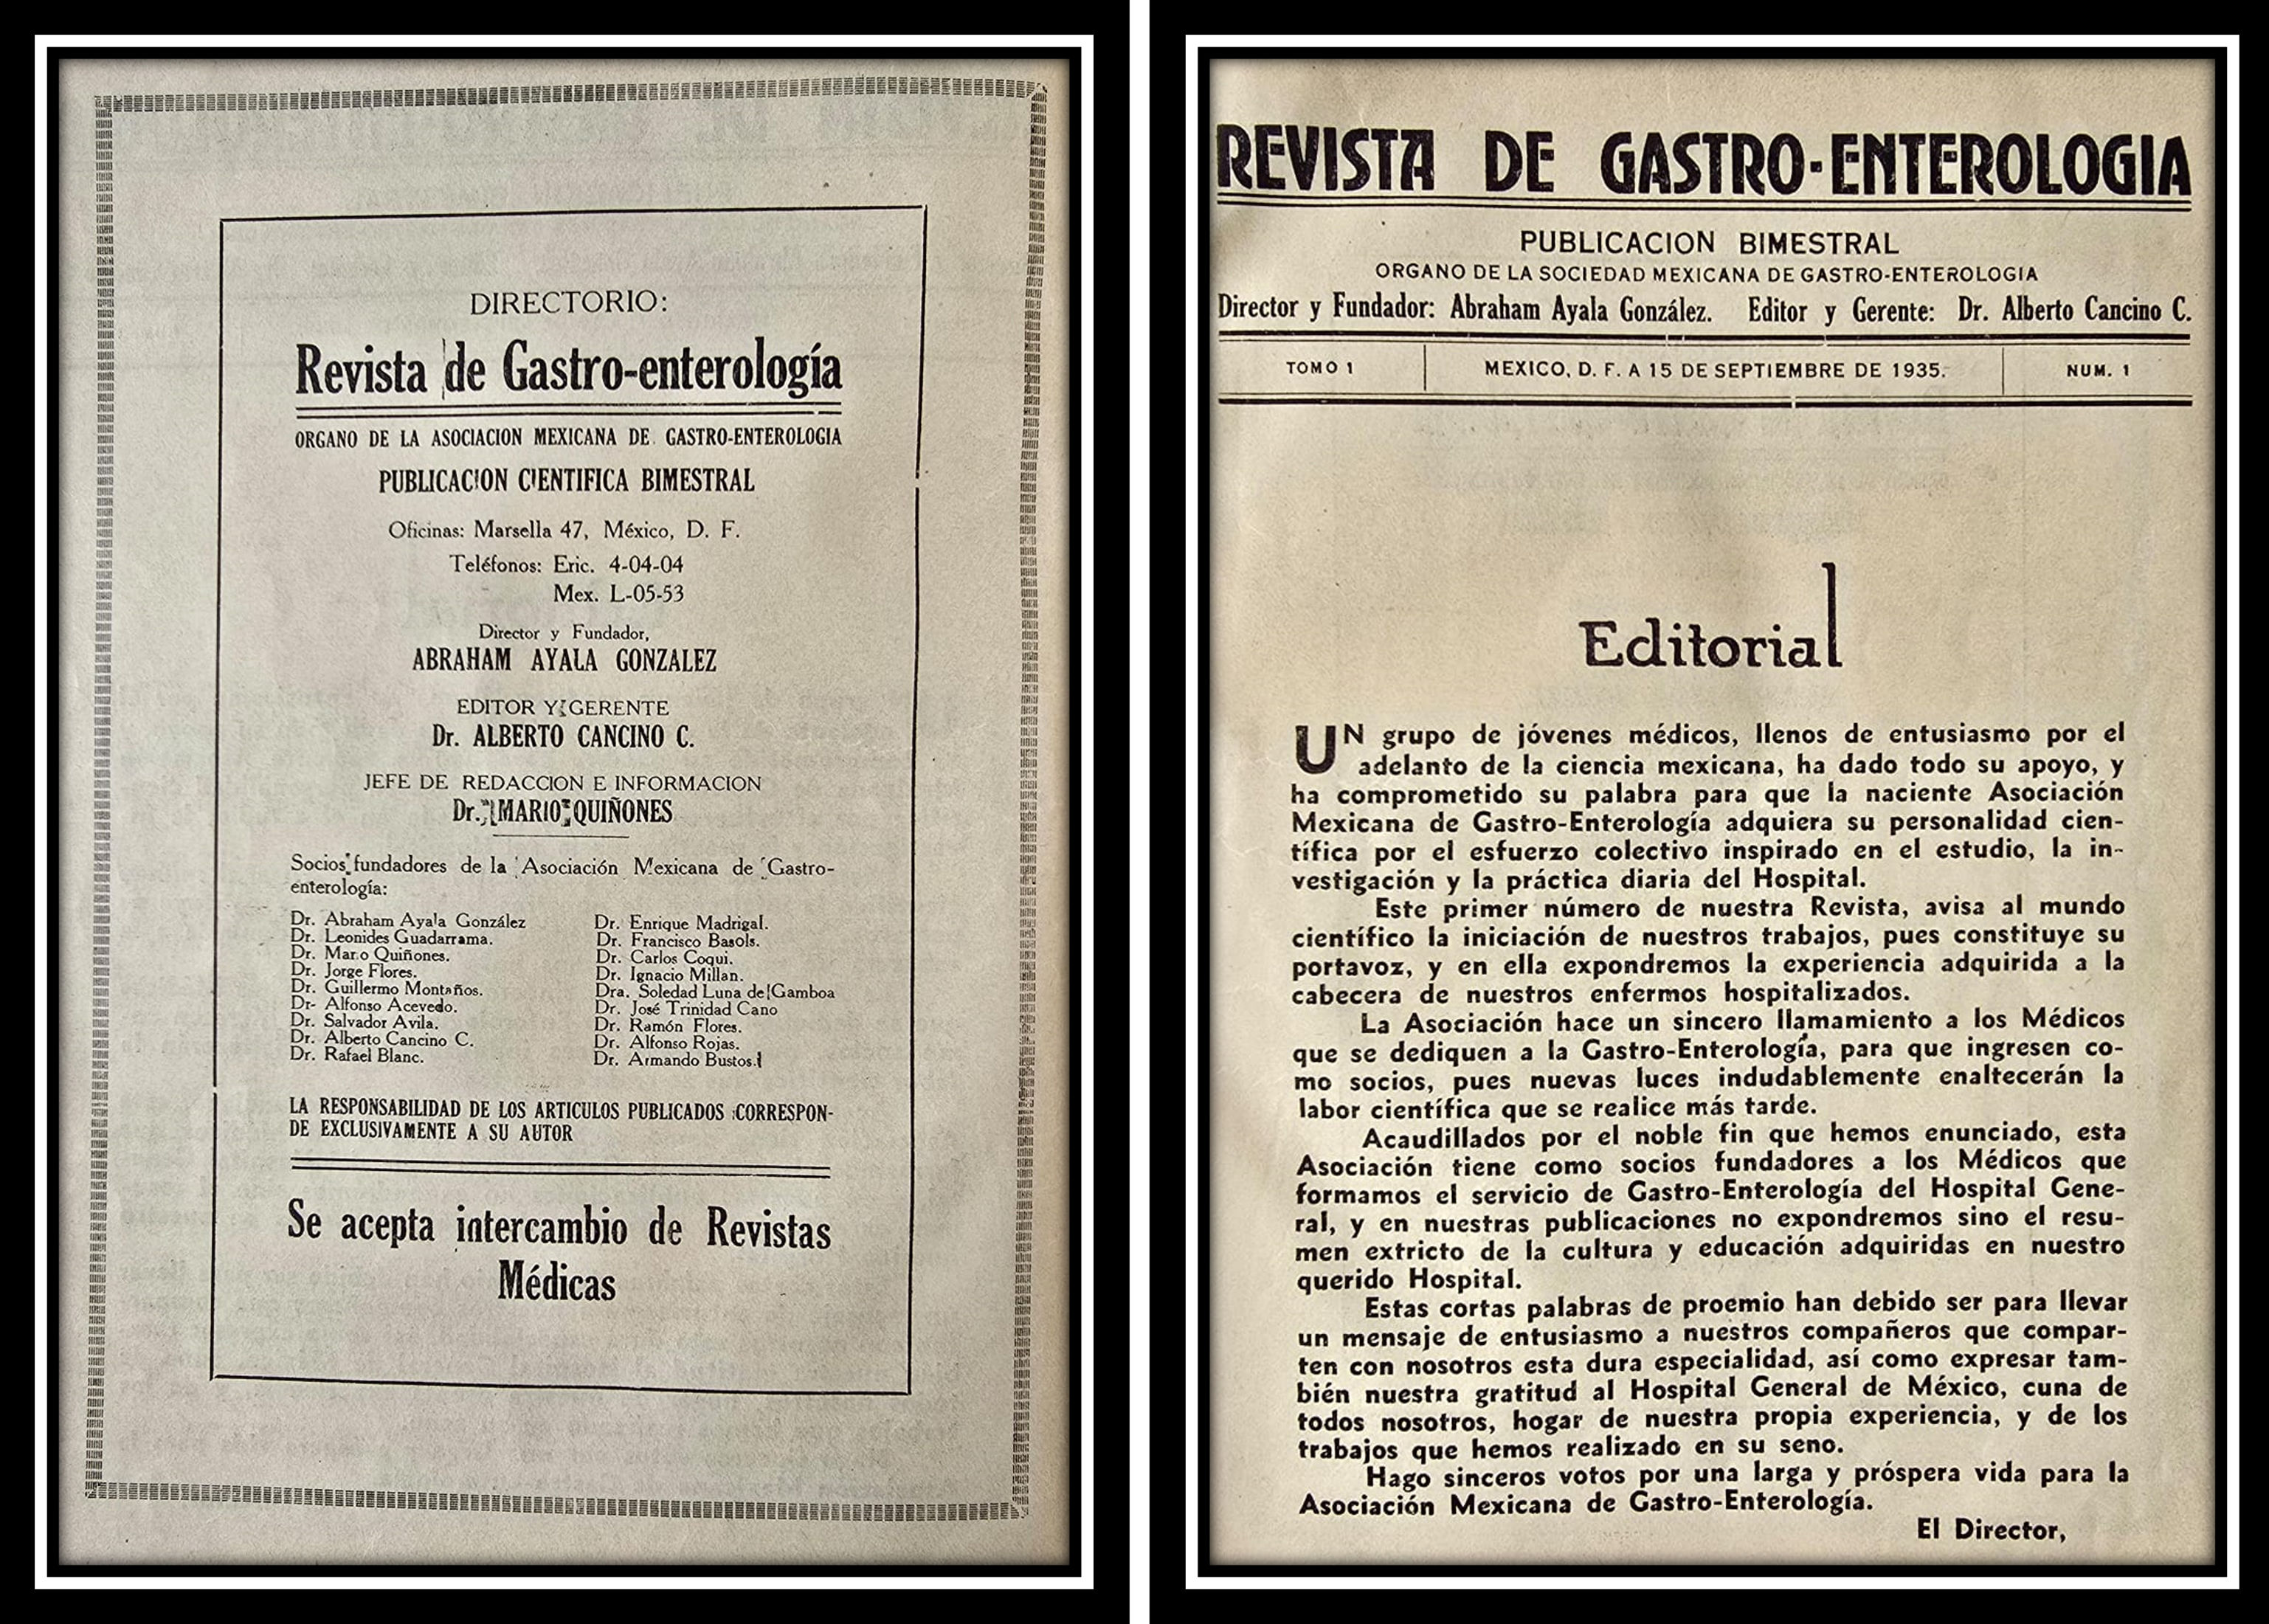 DIRECTORIO:
Revista de Gastro-enterología
ORGANO DE LA ASOCIACION MEXICANA DE GASTRO-ENTEROLOGIA
PUBLICACION CIENTIFICA BIMESTRAL
Oficinas: Marsella 47, México, D. F.
Teléfonos: Eric. 4-04-04
Mex. L-05-53
Director y Fundador,
ABRAHAM AYALA GONZALEZ
EDITOR Y GERENTE
Dr. ALBERTO CANCINO C.
JEFE DE REDACCION E INFORMACION
Dr. MARIO QUIÑONES
Socios fundadores de la Asociación Mexicana de Gastro-
enterología:
Dr. Abraham Ayala González
Dr. Leonides Guadarrama.
Dr. Mario Quiñones.
Dr. Jorge Flores.
Dr. Guillermo Montaños.
Dr- Alfonso Acevedo.
Dr. Salvador Avila.
Dr. Alberto Cancino C.
Dr. Rafael Blanc.
Dr. Enrique Madrigal.
Dr. Francisco Basols.
Dr. Carlos Coqui.
Dr. Ignacio Millan.
Dra. Soledad Luna de Gamboa
Dr. José Trinidad Cano
Dr. Ramón Flores.
Dr. Alfonso Rojas.
Dr. Armando Bustos.
LA RESPONSABILIDAD DE LOS ARTICULOS PUBLICADOS CORRESPON-
DE EXCLUSIVAMENTE A SU AUTOR
Se acepta intercambio de Revistas
Médicas
REVISTA DE GASTRO-ENTEROLOGIA
PUBLICACION BIMESTRAL
ORGANO DE LA SOCIEDAD MEXICANA DE GASTRO-ENTEROLOGIA
Director y Fundador: Abraham Ayala González. Editor y Gerente: Dr. Alberto Cancino C.
TOMO 1 MEXICO, D. F. A 15 DE SEPTIEMBRE DE 1935. NUM. 1
Editorial
UN grupo de jóvenes médicos, llenos de entusiasmo por el
adelanto de la ciencia mexicana, ha dado todo su apoyo, y
ha comprometido su palabra para que la naciente Asociación
Mexicana de Gastro-Enterología adquiera su personalidad cien-
tífica por el esfuerzo colectivo inspirado en el estudio, la in-
vestigación y la práctica diaria del Hospital.
Este primer número de nuestra Revista, avisa al mundo
científico la iniciación de nuestros trabajos, pues constituye su
portavoz, y en ella expondremos la experiencia adquirida a la
cabecera de nuestros enfermos hospitalizados.
La Asociación hace un sincero llamamiento a los Médicos
que se dediquen a la Gastro-Enterología, para que ingresen co-
mo socios, pues nuevas luces indudablemente enaltecerán la
labor científica que se realice más tarde.
Acaudillados por el noble fin que hemos enunciado, esta
Asociación tiene como socios fundadores a los Médicos que
formamos el servicio de Gastro-Enterología del Hospital Gene-
ral, y en nuestras publicaciones no expondremos sino el resu-
men extricto de la cultura y educación adquiridas en nuestro
querido Hospital.
Estas cortas palabras de proemio han debido ser para llevar
un mensaje de entusiasmo a nuestros compañeros que compar-
ten con nosotros esta dura especialidad, así como expresar tam-
bién nuestra gratitud al Hospital General de México, cuna de
todos nosotros, hogar de nuestra propia experiencia, y de los
trabajos que hemos realizado en su seno.
Hago sinceros votos por una larga y próspera vida para la
Asociación Mexicana de Gastro-Enterología.
El Director,